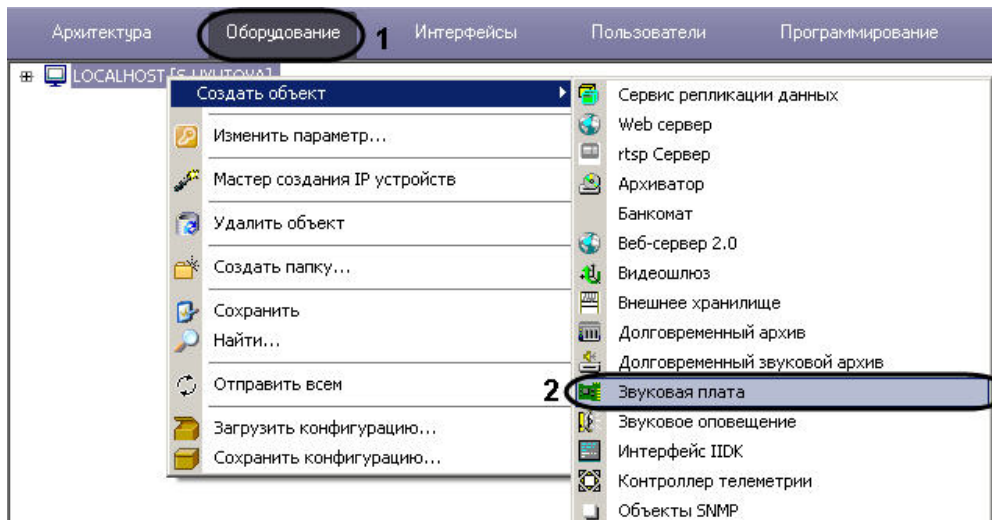 Архитектура Оборудование 1 Интерфейсы Пользователи Программирование
LOCALHOST
Создать объект
Изменить параметр...
Мастер создания IP устройств
Удалить объект
Создать папку...
Сохранить
Найти...
Отправить всем
Загрузить конфигурацию...
Сохранить конфигурацию...
Сервис репликации данных
Web сервер
rtsp Сервер
Архиватор
Банкомат
Веб-сервер 2.0
Видеошлюз
Внешнее хранилище
Долговременный архив
Долговременный звуковой архив
2 Звуковая плата
Звуковое оповещение
Интерфейс IIDK
Контроллер телеметрии
Объекты SNMP